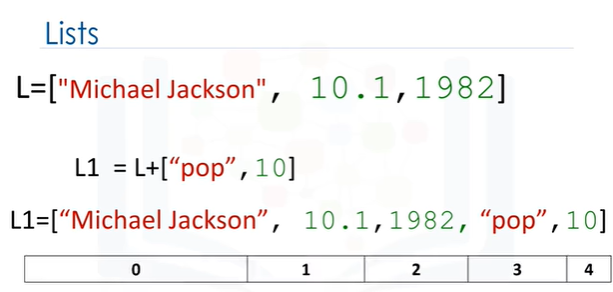 Lists
L=["Michael Jackson", 10.1,1982]
L1 = L+[“pop”,10]
L1=[“Michael Jackson”, 10.1,1982, “pop”,10]
0 1 2 3 4